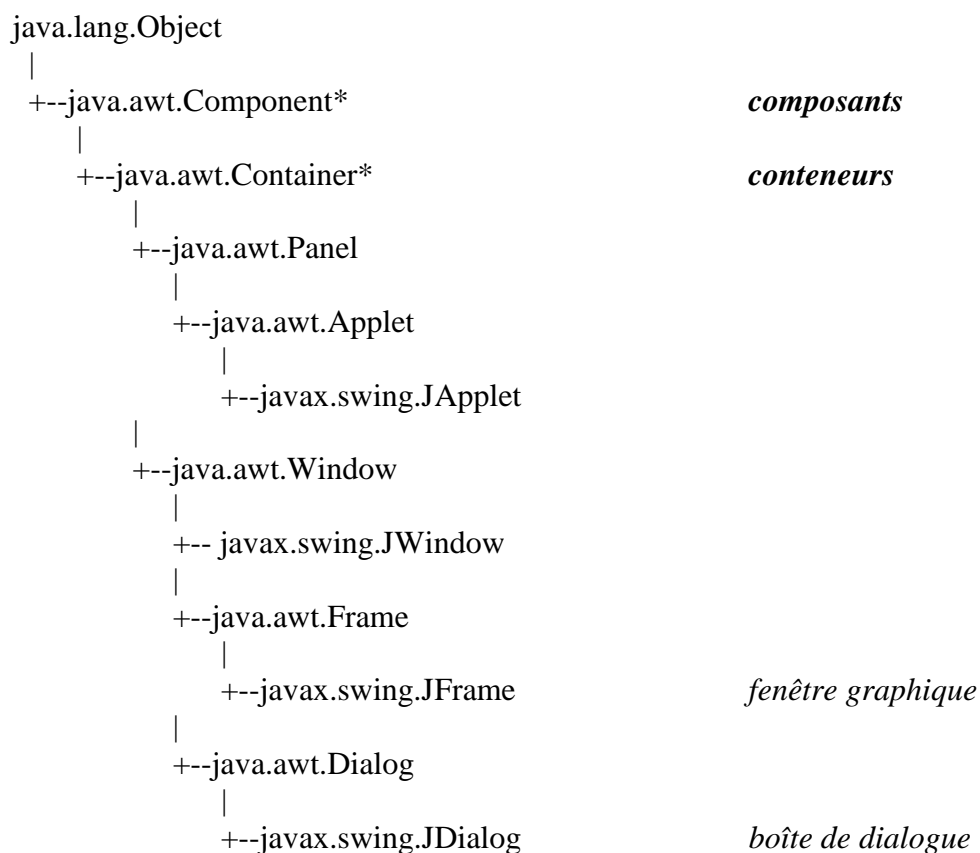 java.lang.Object
|
+--java.awt.Component* composants
|
+--java.awt.Container* conteneurs
|
+--java.awt.Panel
|
+--java.awt.Applet
|
+--javax.swing.JApplet
|
+--java.awt.Window
|
+-- javax.swing.JWindow
|
+--java.awt.Frame
|
+--javax.swing.JFrame fenêtre graphique
|
+--java.awt.Dialog
|
+--javax.swing.JDialog boîte de dialogue